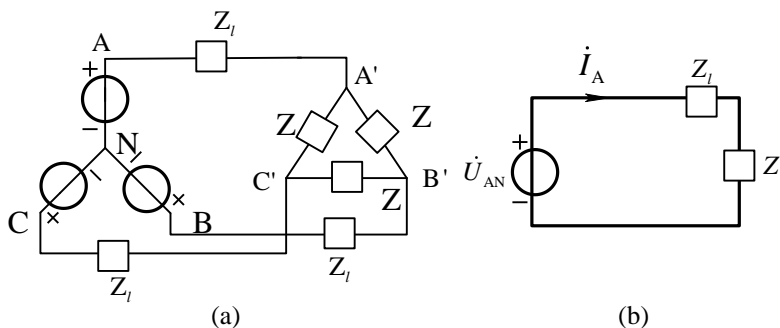 Z_l
A
+
−
A'
Z
Z
N
−
−
+
+
C
B
C'
B'
Z
Z_l
Z_l
(a)
İ_A
Z_l
+
U̇_AN
−
Z
(b)